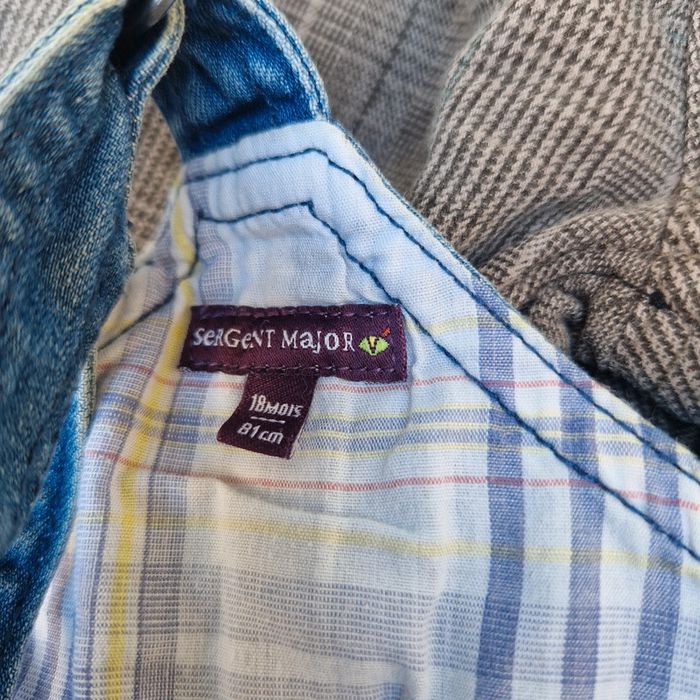 SeRGeNT MaJoR
18MOIS
81cm